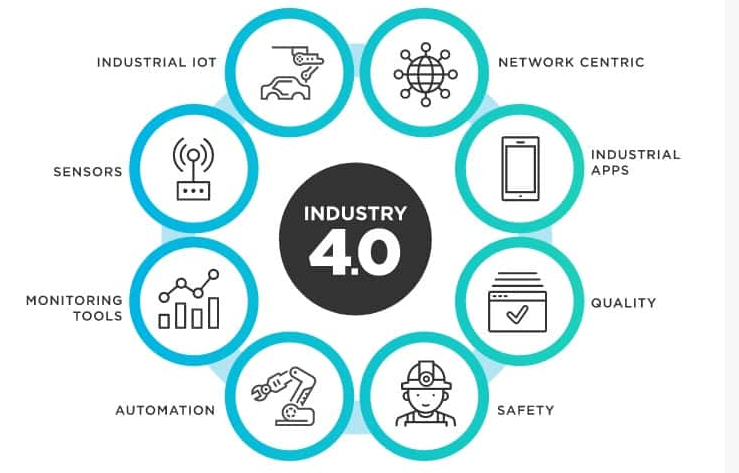 INDUSTRIAL IOT
NETWORK CENTRIC
SENSORS
INDUSTRIAL
APPS
INDUSTRY
4.0
MONITORING
TOOLS
QUALITY
AUTOMATION
SAFETY